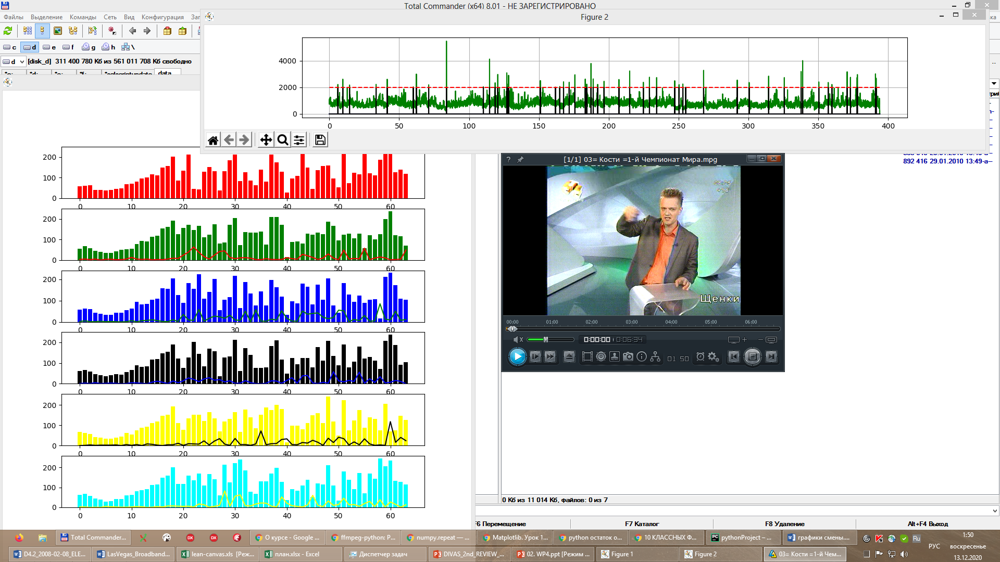 Total Commander (x64) 8.01 - НЕ ЗАРЕГИСТРИРОВАНО
Файлы Выделение Команды Сеть Вид Конфигурация
Figure 2
c d e f g h \
d [disk_d] 311 400 780 Кб из 561 011 708 Кб свободно
data
4000
2000
0
0 50 100 150 200 250 300 350 400
892 416 29.01.2010 13:49 -a--
[1/1] 03= Кости =1-й Чемпионат Мира.mpg
08:05
+14°
Щенки
00:00 01:00 02:00 03:00 04:00 05:00 06:00
0:00:00 0:06:34
01 50
200
100
0
0 10 20 30 40 50 60
200
100
0
0 10 20 30 40 50 60
200
100
0
0 10 20 30 40 50 60
200
100
0
0 10 20 30 40 50 60
200
100
0
0 10 20 30 40 50 60
200
100
0
0 10 20 30 40 50 60
0 Кб из 11 014 Кб, файлов: 0 из 7
F6 Перемещение F7 Каталог F8 Удаление Alt+F4 Выход
Total Commander... О курсе - Google ... ffmpeg-python: P... numpy.repeat — ... Matplotlib. Урок 1... python остаток о... 10 КЛАССНЫХ Ф... pythonProject – ... графики смены.... Ru 1:50
РУС воскресенье
D4.2_2008-02-08_ELE... LasVegas_Broadband... lean-canvas.xls [Реж... план.xlsx - Excel Диспетчер задач DIVAS_2nd_REVIEW_... 02. WP4.ppt [Режим ... Figure 1 Figure 2 03= Кости =1-й Чем... 13.12.2020